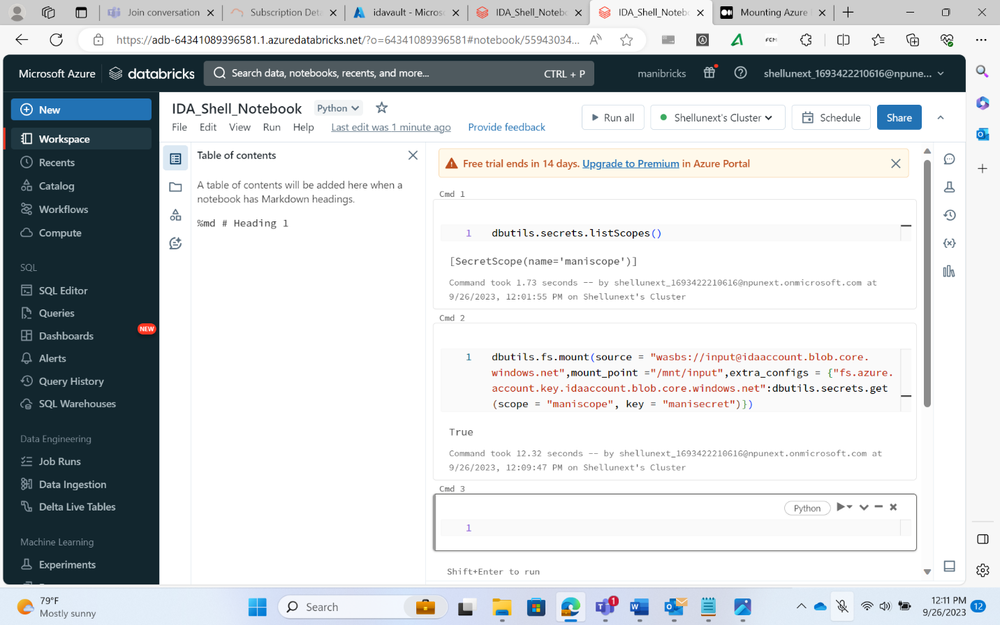 Join conversation
Subscription Deta
idavault - Micros
IDA_Shell_Notebo
IDA_Shell_Notebo
Mounting Azure
https://adb-64341089396581.1.azuredatabricks.net/?o=64341089396581#notebook/55943034...
FCM
Microsoft Azure
databricks
Search data, notebooks, recents, and more...
CTRL + P
manibricks
shellunext_1693422210616@npune...
New
Workspace
Recents
Catalog
Workflows
Compute
SQL
SQL Editor
Queries
Dashboards
NEW
Alerts
Query History
SQL Warehouses
Data Engineering
Job Runs
Data Ingestion
Delta Live Tables
Machine Learning
Experiments
IDA_Shell_Notebook
Python
File Edit View Run Help Last edit was 1 minute ago Provide feedback
Run all
Shellunext's Cluster
Schedule
Share
Table of contents
A table of contents will be added here when a
notebook has Markdown headings.
%md # Heading 1
Free trial ends in 14 days. Upgrade to Premium in Azure Portal
Cmd 1
1 dbutils.secrets.listScopes()
[SecretScope(name='maniscope')]
Command took 1.73 seconds -- by shellunext_1693422210616@npunext.onmicrosoft.com at
9/26/2023, 12:01:55 PM on Shellunext's Cluster
Cmd 2
1 dbutils.fs.mount(source = "wasbs://input@idaaccount.blob.core.
windows.net",mount_point ="/mnt/input",extra_configs = {"fs.azure.
account.key.idaaccount.blob.core.windows.net":dbutils.secrets.get
(scope = "maniscope", key = "manisecret")})
True
Command took 12.32 seconds -- by shellunext_1693422210616@npunext.onmicrosoft.com at
9/26/2023, 12:09:47 PM on Shellunext's Cluster
Cmd 3
Python
1
Shift+Enter to run
79°F
Mostly sunny
Search
1
12:11 PM
9/26/2023
12